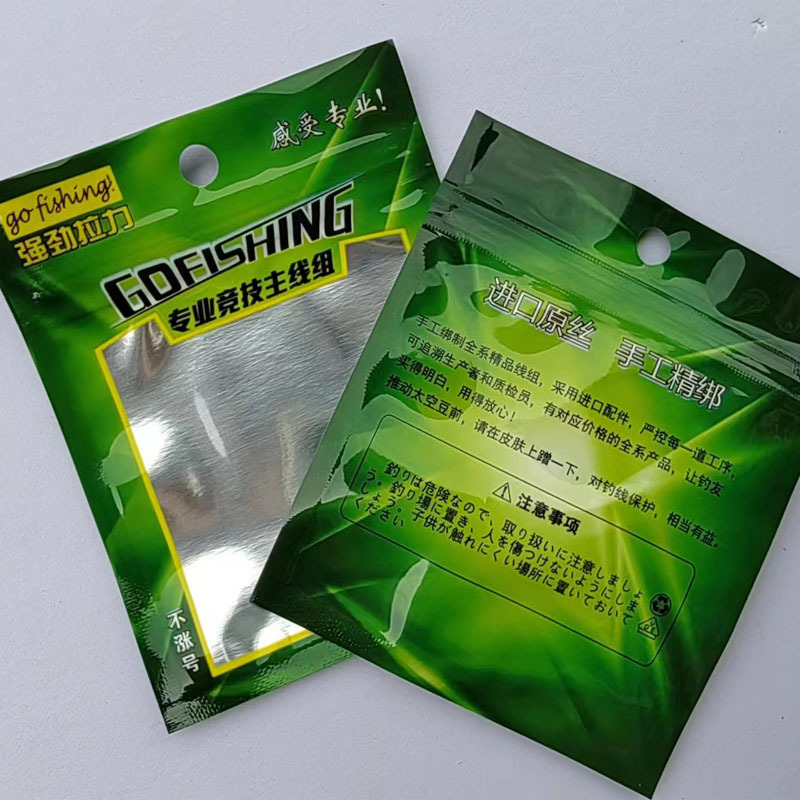 感受专业!
go fishing!
强劲拉力
GOFISHING
专业竞技主线组
不涨号
进口原丝 手工精绑
手工绑制全系精品线组，采用进口配件，严控每一道工序，
可追溯生产者和质检员，有对应价格的全系产品，让钓友
买得明白，用得放心！
推动太空豆前，请在皮肤上蹭一下，对钓线保护，相当有益。
注意事项
釣りは危険なので、取り扱いに注意しましょ
う。釣り場に置き、人を傷つけないようにしま
しょう。子供が触れにくい場所に置いておいて
ください